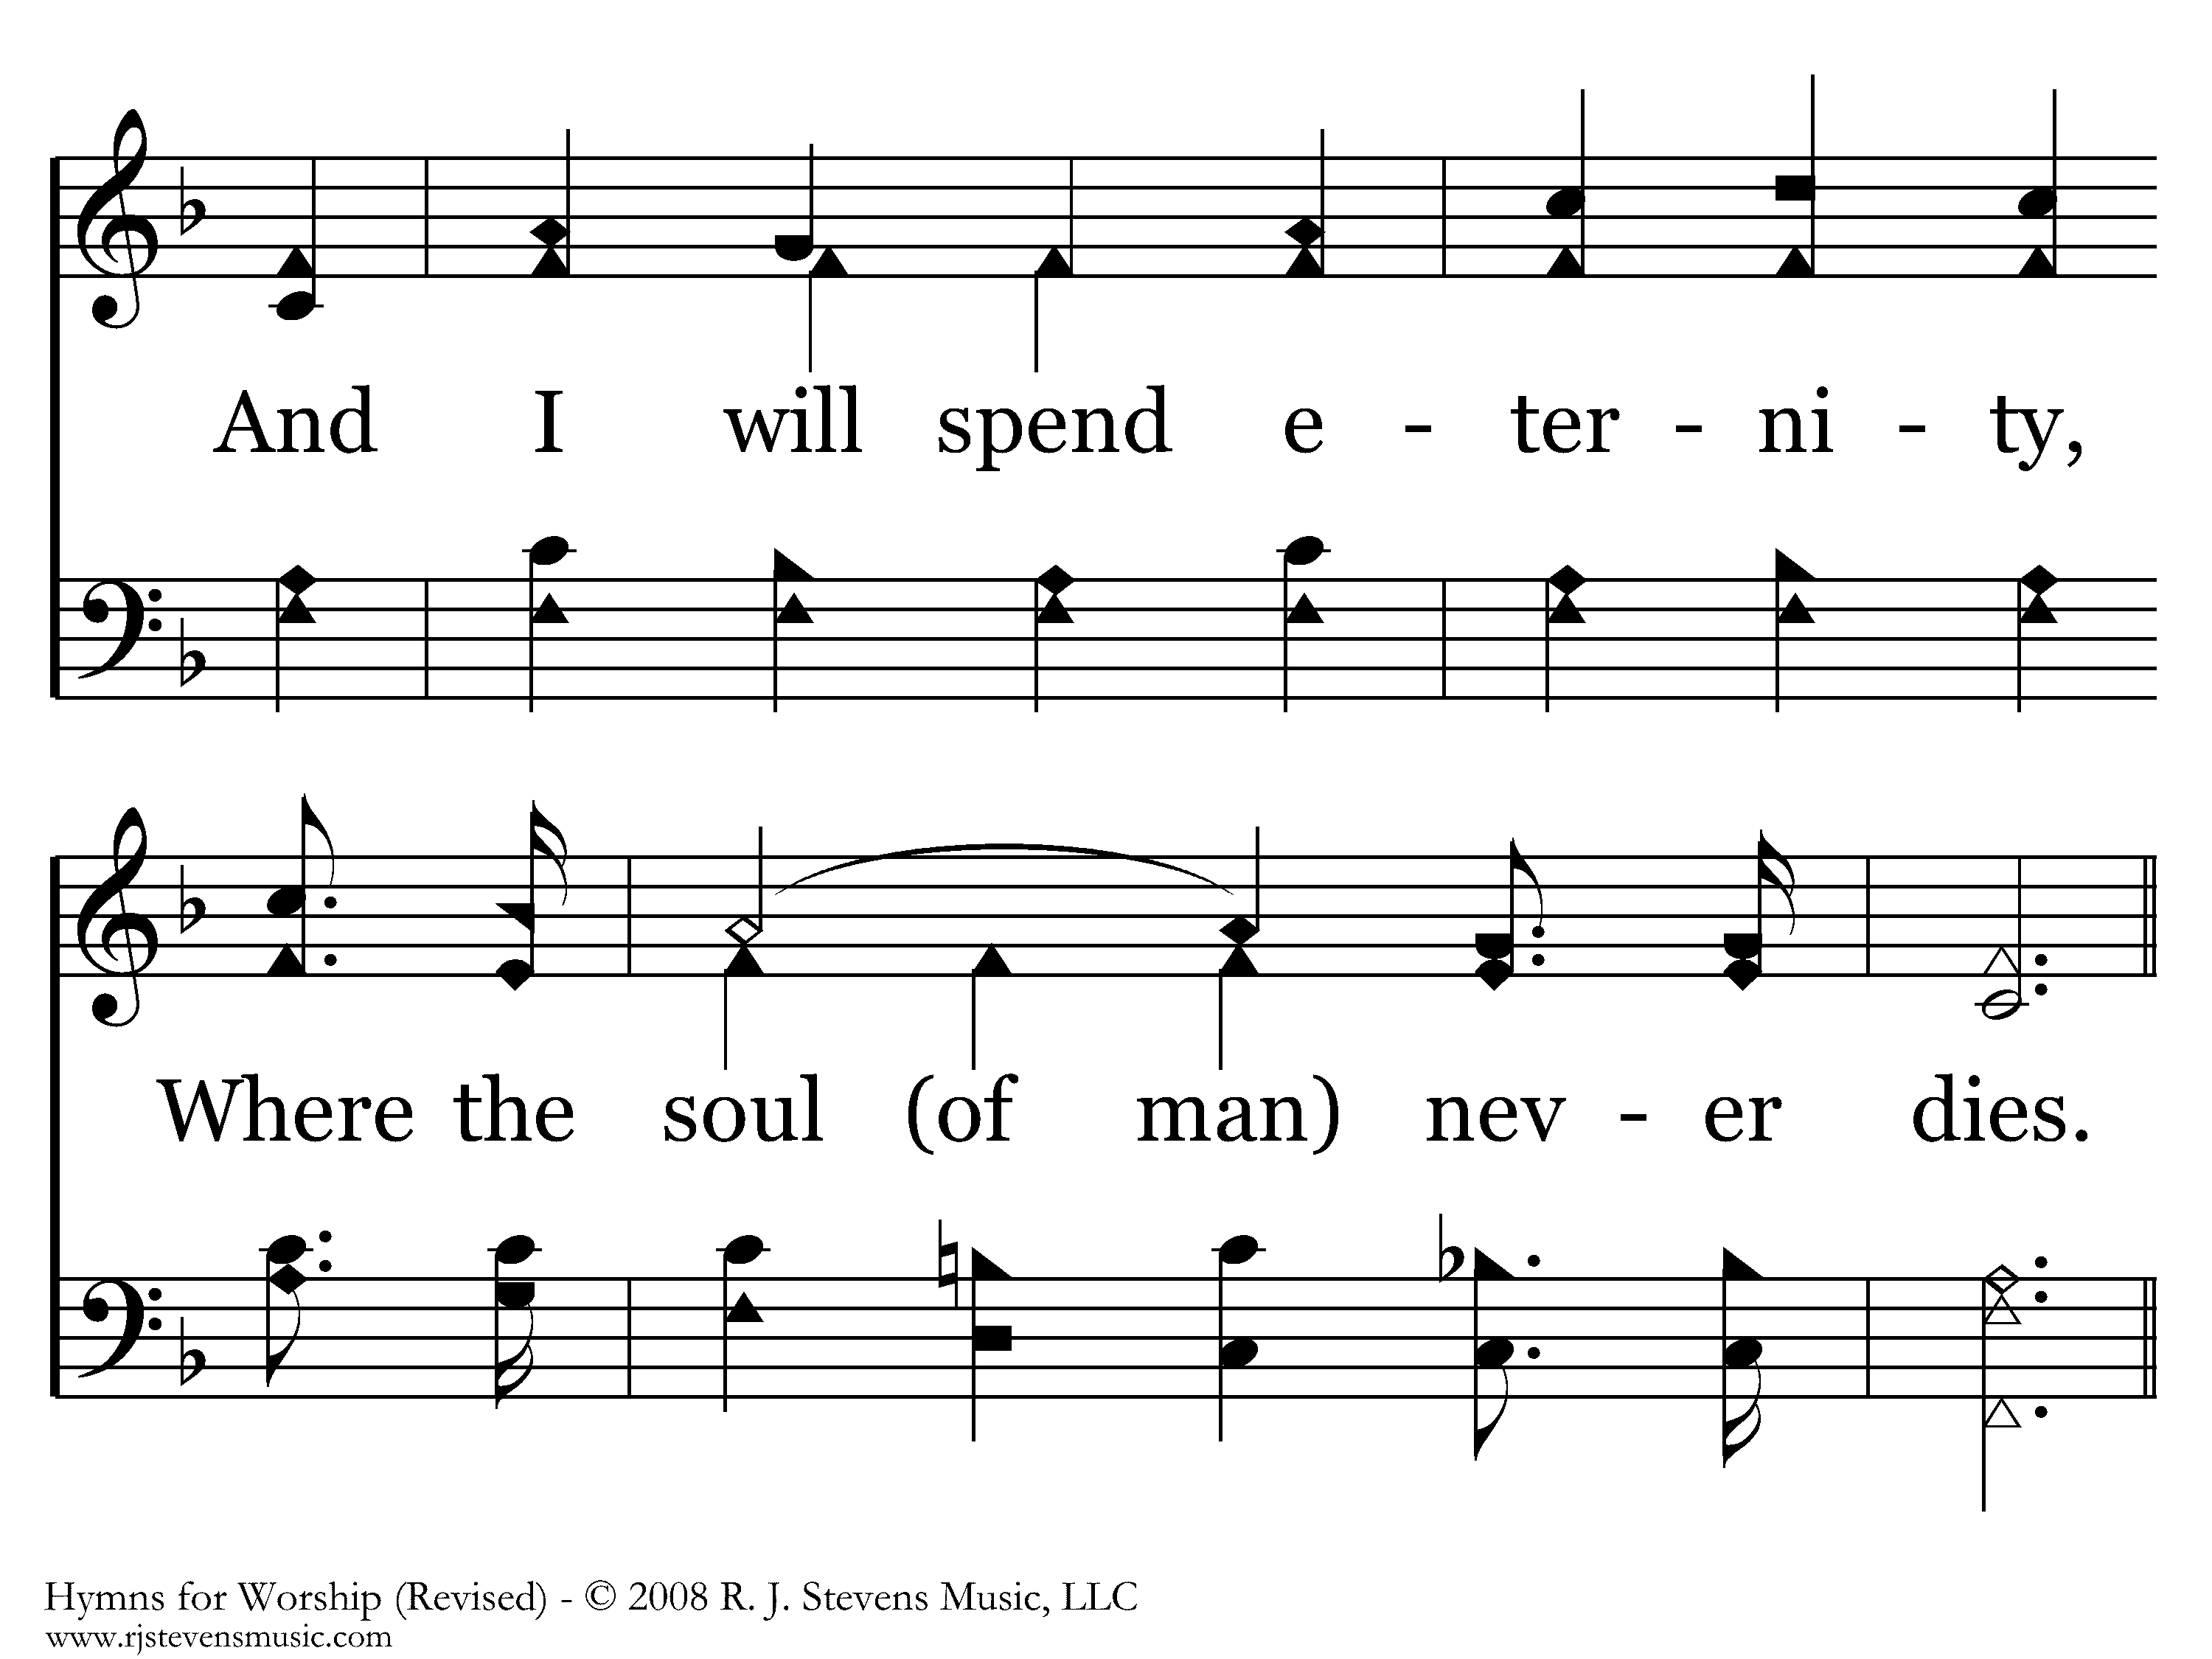 And I will spend e - ter - ni - ty,
Where the soul (of man) nev - er dies.
Hymns for Worship (Revised) - © 2008 R. J. Stevens Music, LLC
www.rjstevensmusic.com